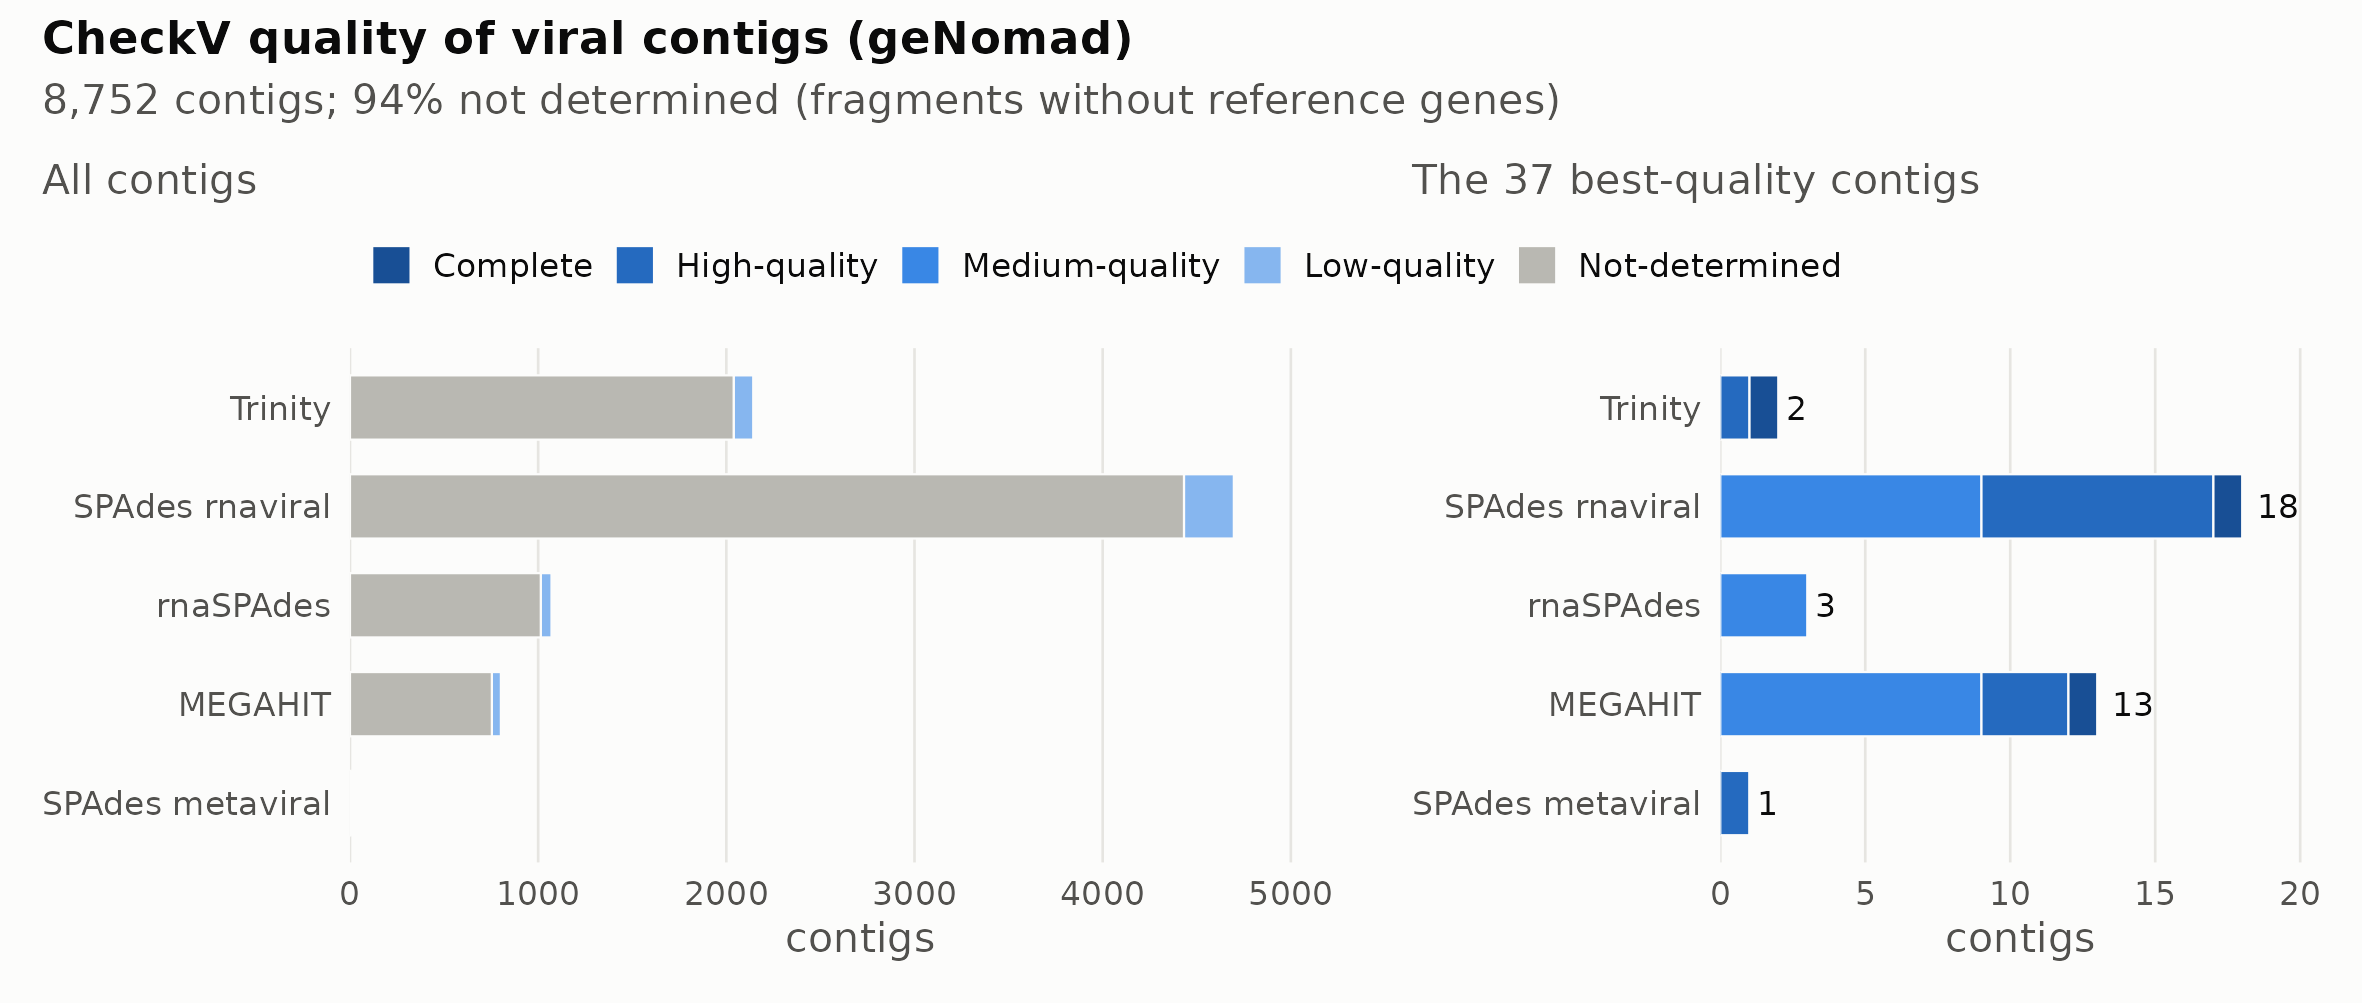 CheckV quality of viral contigs (geNomad)
8,752 contigs; 94% not determined (fragments without reference genes)
All contigs
The 37 best-quality contigs
Complete High-quality Medium-quality Low-quality Not-determined
Trinity
SPAdes rnaviral
rnaSPAdes
MEGAHIT
SPAdes metaviral
0 1000 2000 3000 4000 5000
contigs
Trinity 2
SPAdes rnaviral 18
rnaSPAdes 3
MEGAHIT 13
SPAdes metaviral 1
0 5 10 15 20
contigs